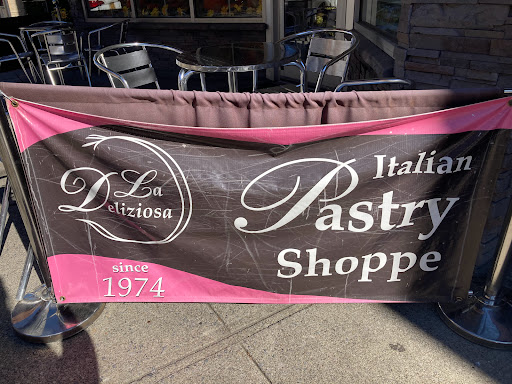 La
Deliziosa
since
1974
Italian
Pastry
Shoppe